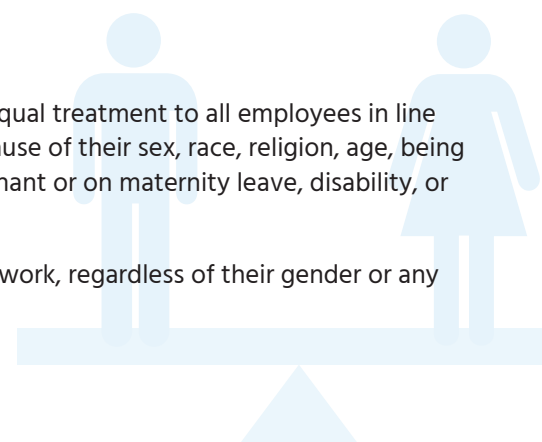 qual treatment to all employees in line
use of their sex, race, religion, age, being
nant or on maternity leave, disability, or
work, regardless of their gender or any